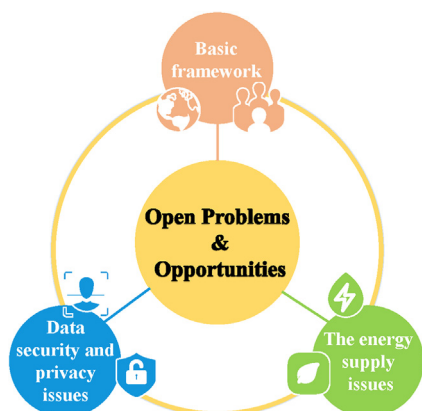 Basic
framework
Open Problems
&
Opportunities
Data
security and
privacy
issues
The energy
supply
issues